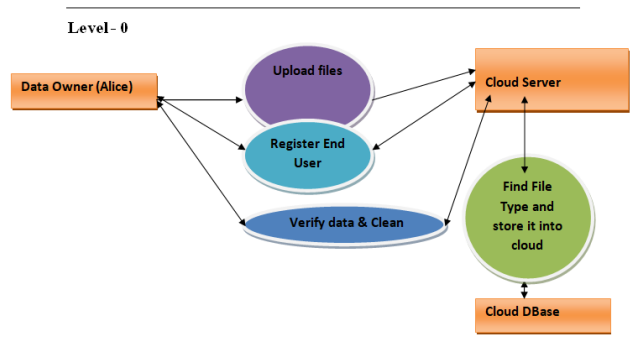 Level- 0
Data Owner (Alice)
Upload files
Cloud Server
Register End
User
Verify data & Clean
Find File
Type and
store it into
cloud
Cloud DBase